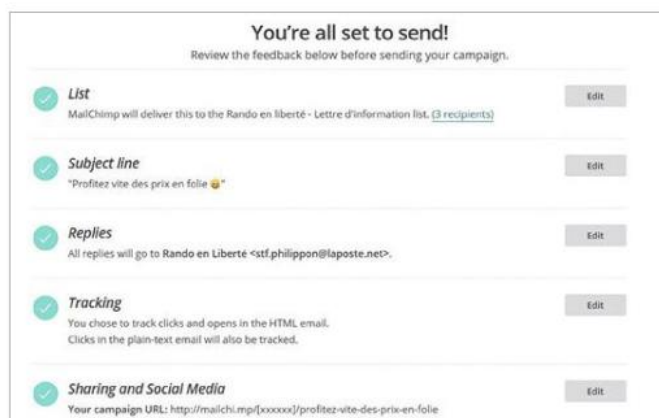 You're all set to send!
Review the feedback below before sending your campaign.
List
Edit
MailChimp will deliver this to the Rando en liberté - Lettre d'information list. (3 recipients)
Subject line
Edit
"Profitez vite des prix en folie 😄"
Replies
Edit
All replies will go to Rando en Liberté <stf.philippon@laposte.net>.
Tracking
Edit
You chose to track clicks and opens in the HTML email.
Clicks in the plain-text email will also be tracked.
Sharing and Social Media
Edit
Your campaign URL: http://mailchi.mp/[xxxxxx]/profitez-vite-des-prix-en-folie